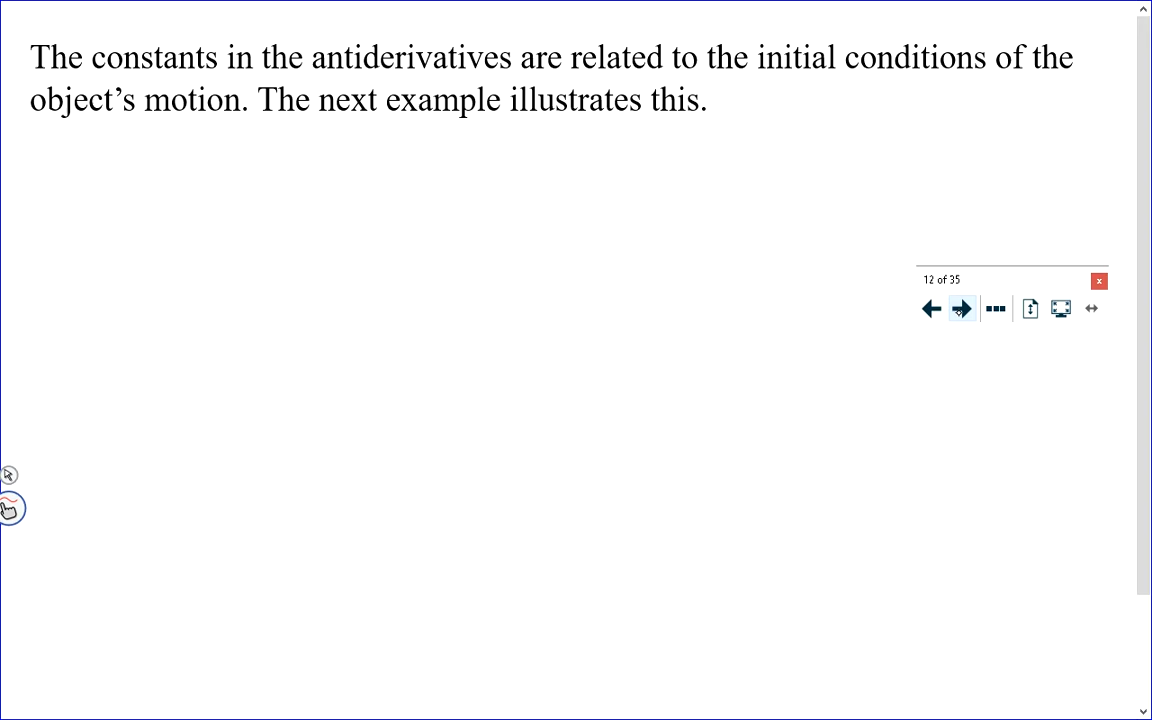 The constants in the antiderivatives are related to the initial conditions of the
object’s motion. The next example illustrates this.
12 of 35
x